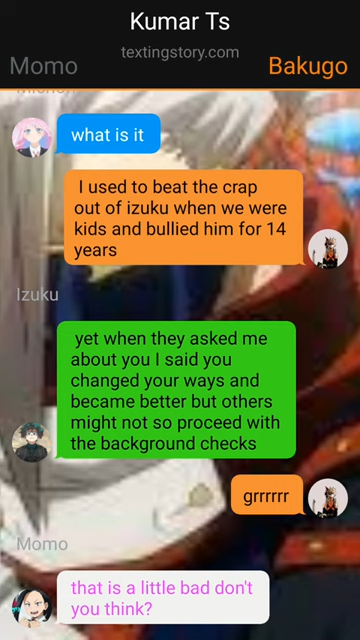 Kumar Ts
textingstory.com
Momo
Bakugo
what is it
I used to beat the crap
out of izuku when we were
kids and bullied him for 14
years
Izuku
yet when they asked me
about you I said you
changed your ways and
became better but others
might not so proceed with
the background checks
grrrrrr
Momo
that is a little bad don't
you think?